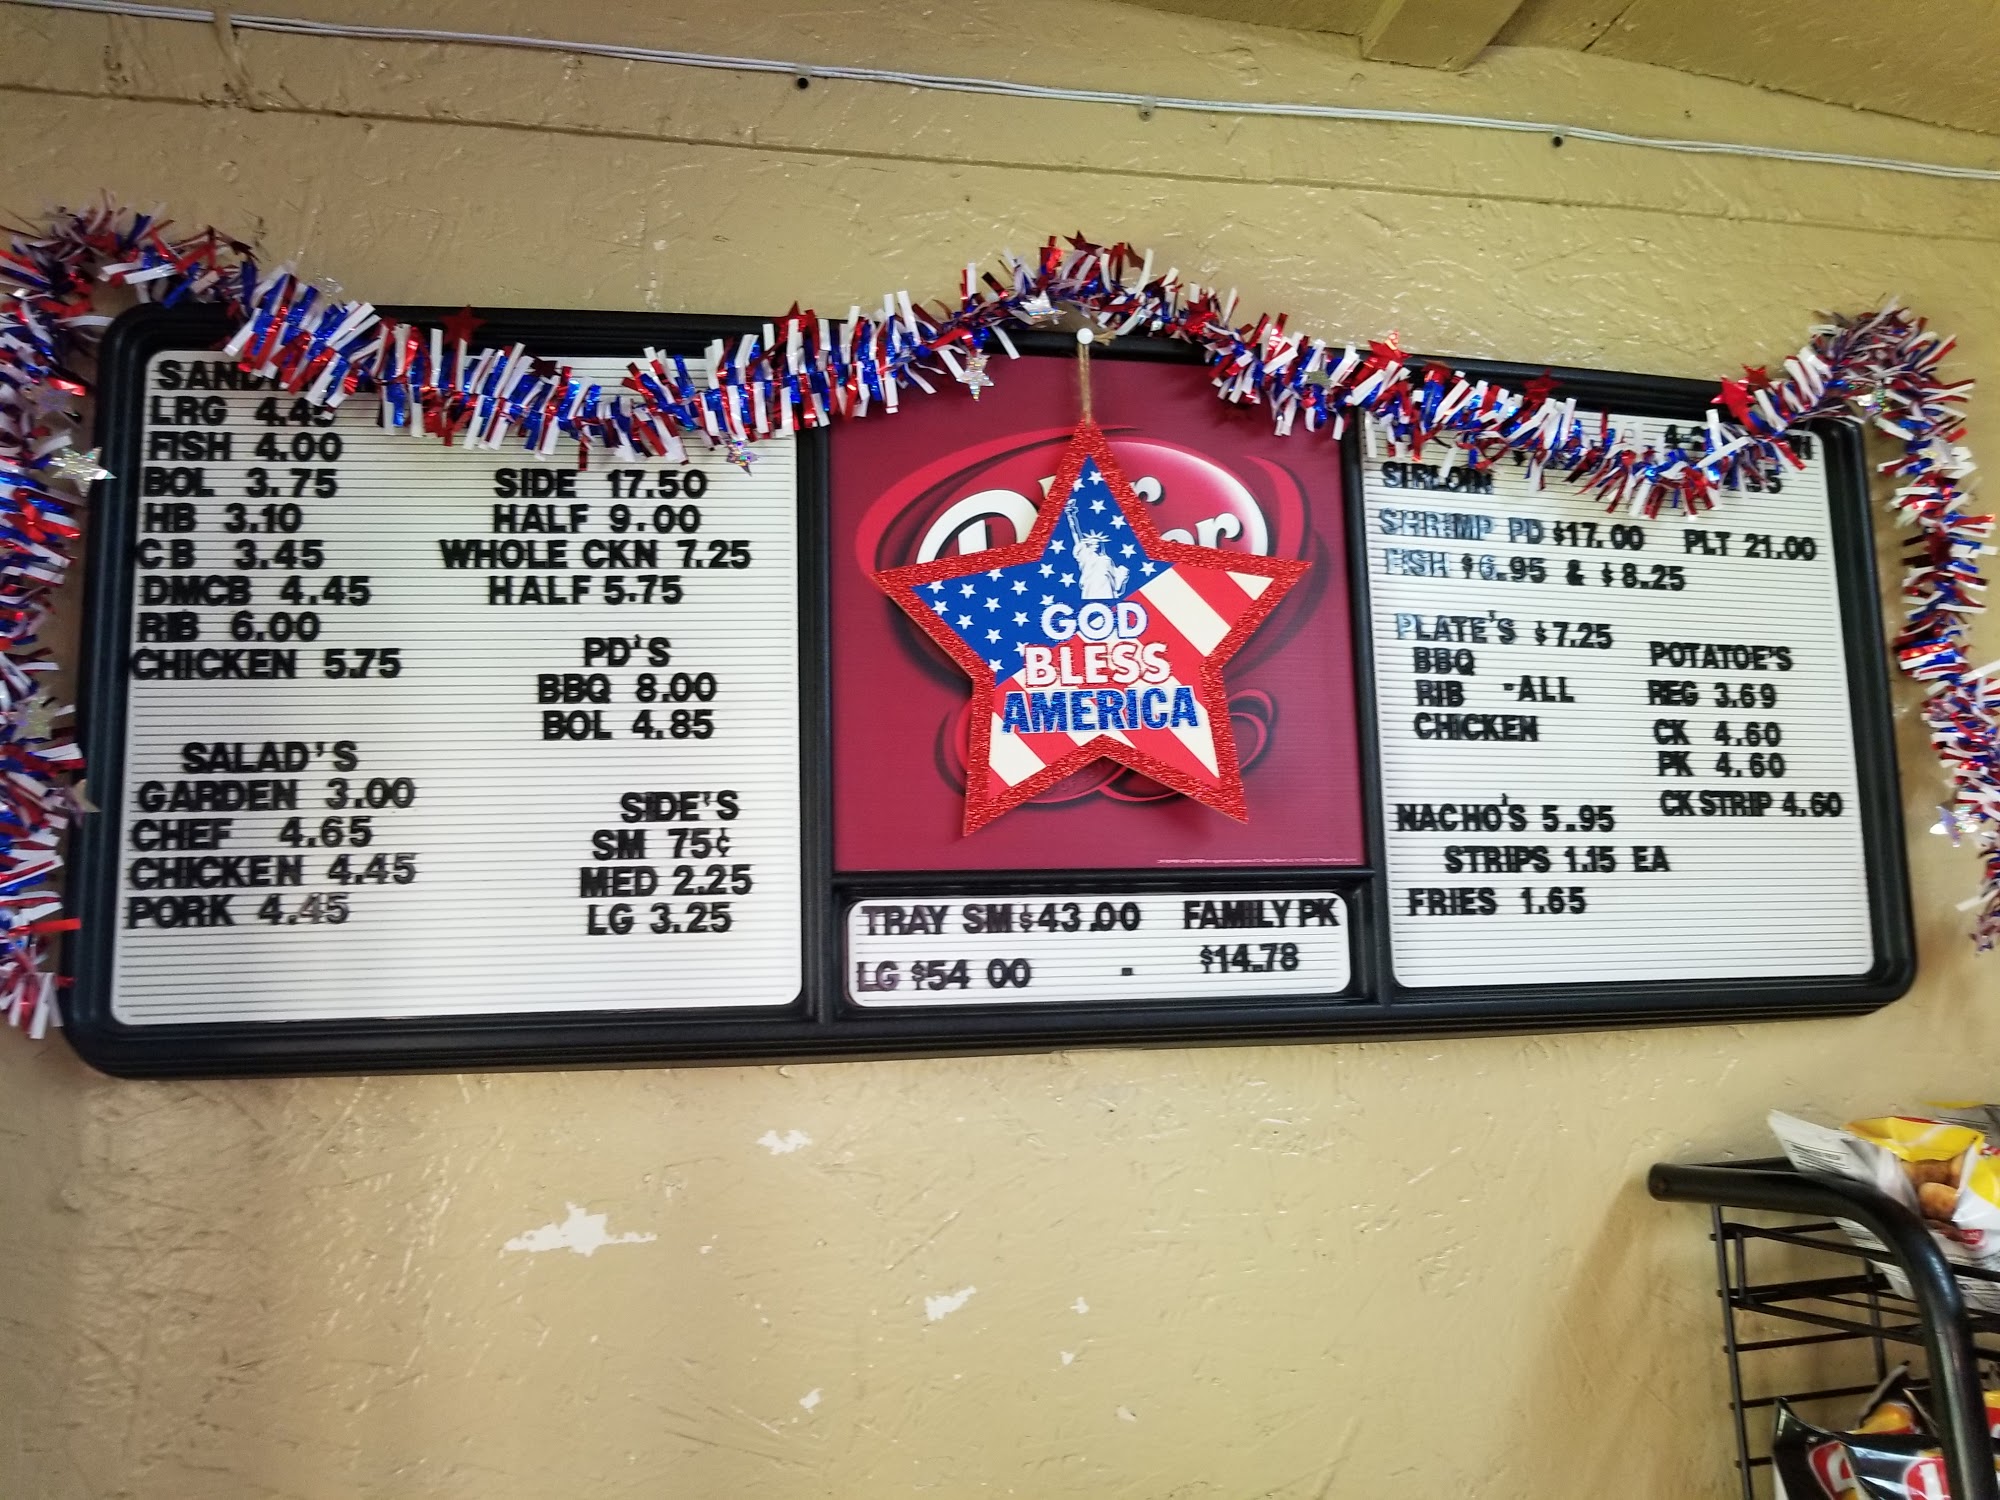 LRG 4.45
FISH 4.00
BOL 3.75
HB 3.10
CB 3.45
DMCB 4.45
RIB 6.00
CHICKEN 5.75
SALAD'S
GARDEN 3.00
CHEF 4.65
CHICKEN 4.45
PORK 4.45
SIDE 17.50
HALF 9.00
WHOLE CKN 7.25
HALF 5.75
PD'S
BBQ 8.00
BOL 4.85
SIDE'S
SM 75¢
MED 2.25
LG 3.25
GOD
BLESS
AMERICA
TRAY SM $43.00
LG $54 00 -
FAMILY PK
$14.78
SIRLOIN
SHRIMP PD $17.00 PLT 21.00
FISH $6.95 & $8.25
PLATE'S $7.25
BBQ
RIB -ALL
CHICKEN
POTATOE'S
REG 3.69
CK 4.60
PK 4.60
CK STRIP 4.60
NACHO'S 5.95
STRIPS 1.15 EA
FRIES 1.65